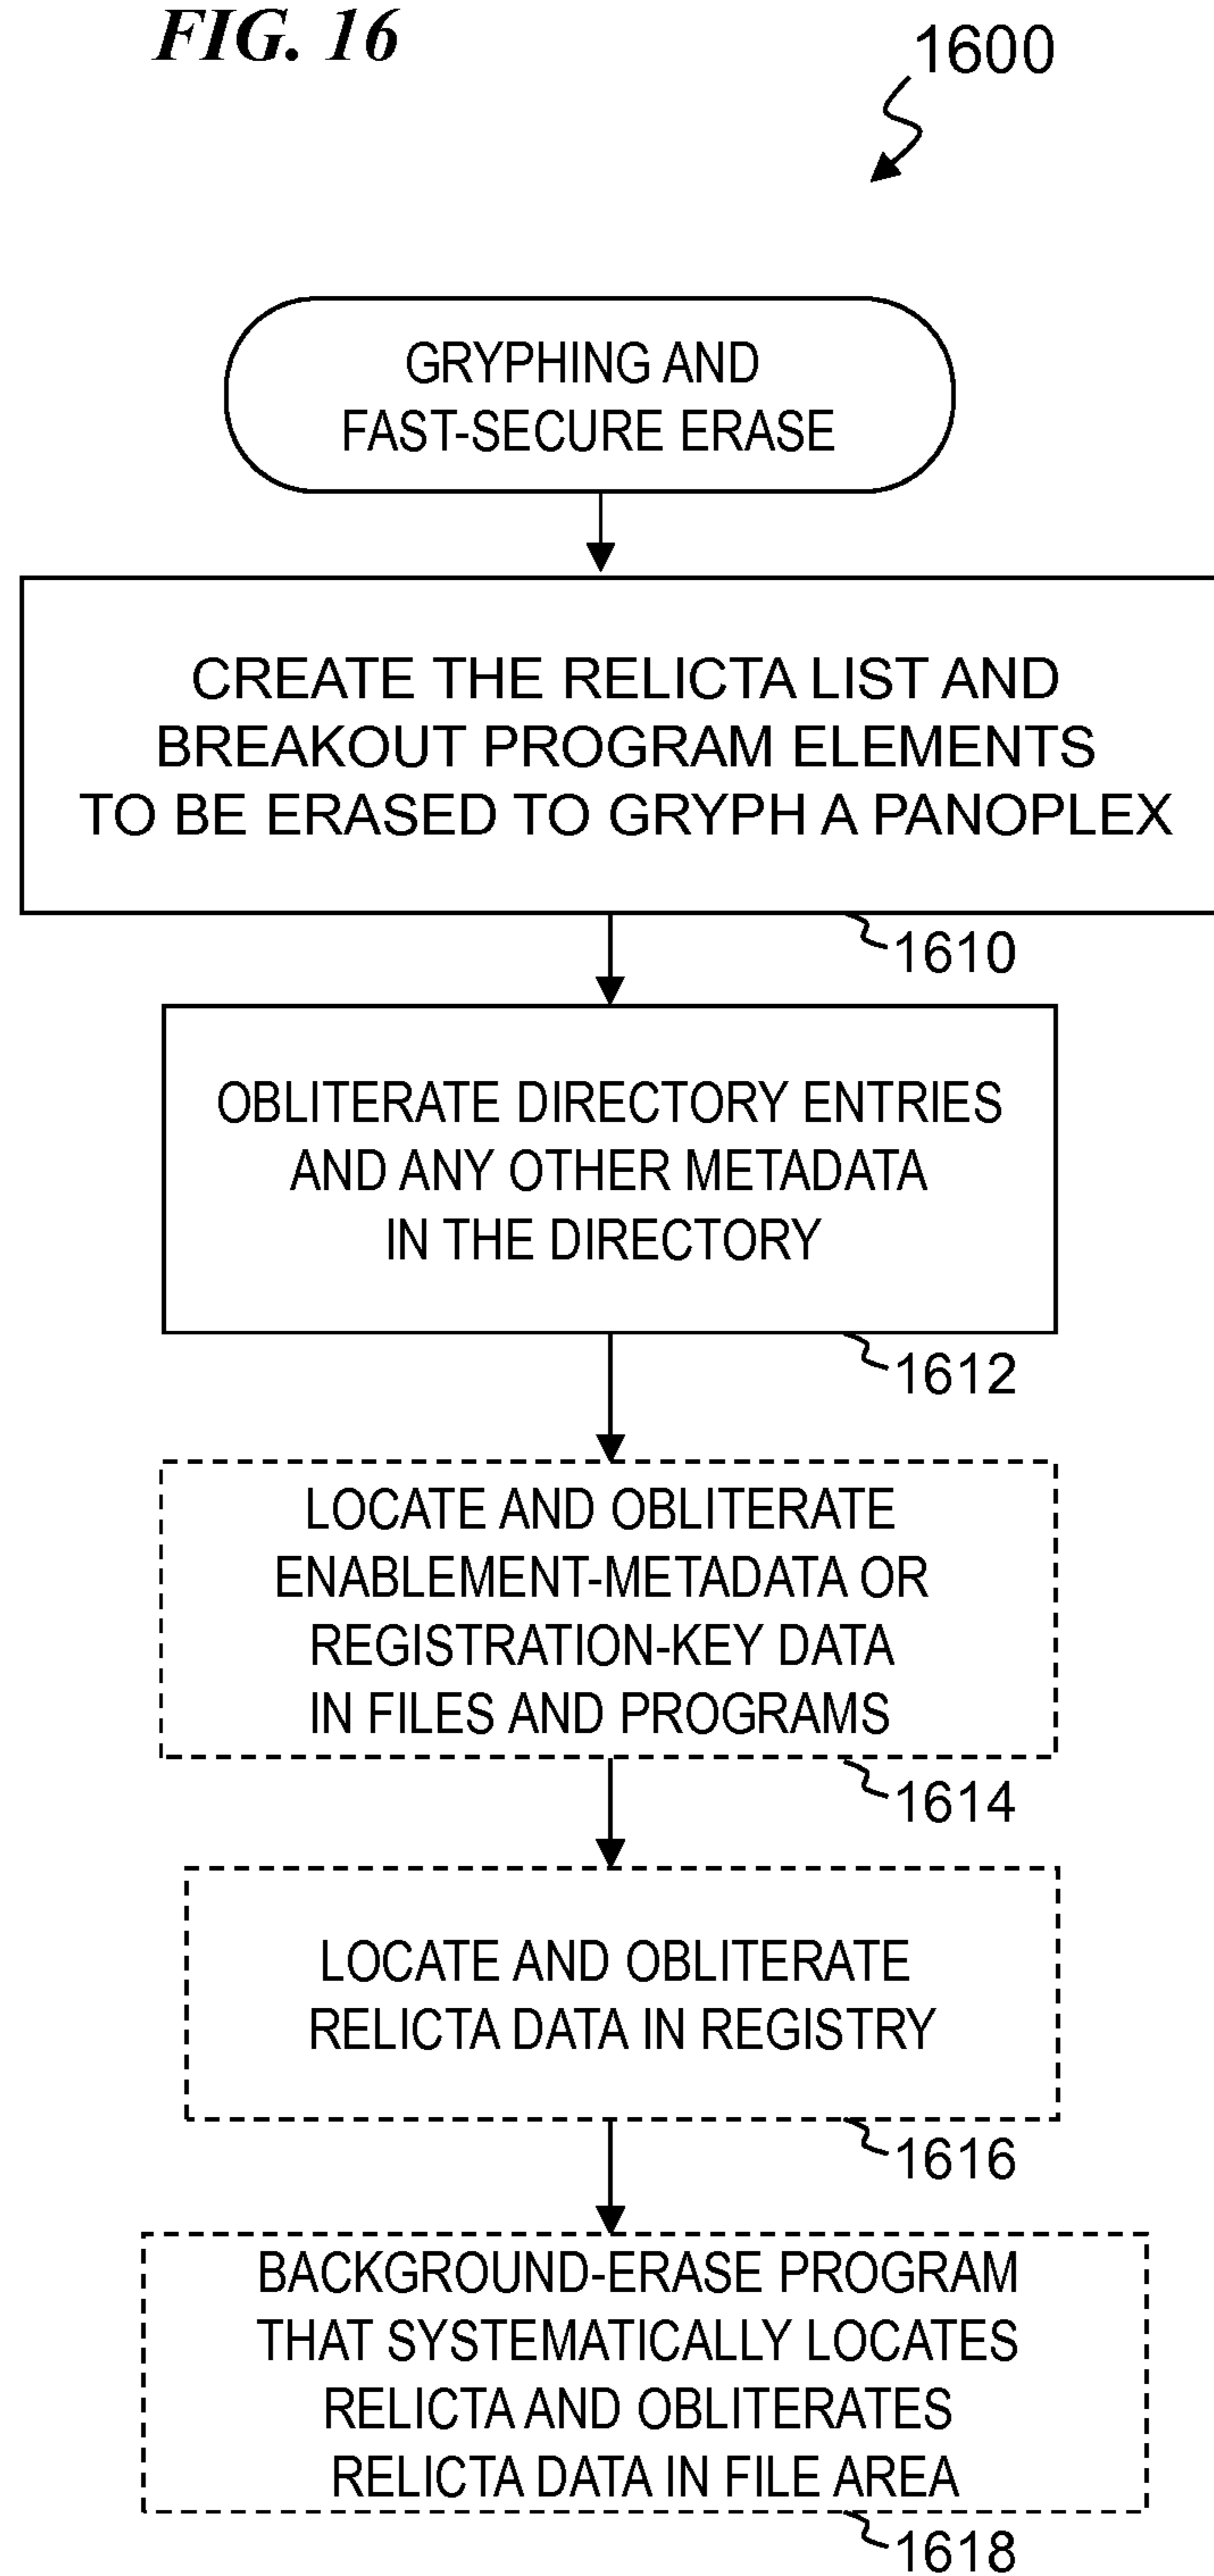 FIG. 16
1600
GRYPHING AND
FAST-SECURE ERASE
CREATE THE RELICTA LIST AND
BREAKOUT PROGRAM ELEMENTS
TO BE ERASED TO GRYPH A PANOPLEX
1610
OBLITERATE DIRECTORY ENTRIES
AND ANY OTHER METADATA
IN THE DIRECTORY
1612
LOCATE AND OBLITERATE
ENABLEMENT-METADATA OR
REGISTRATION-KEY DATA
IN FILES AND PROGRAMS
1614
LOCATE AND OBLITERATE
RELICTA DATA IN REGISTRY
1616
BACKGROUND-ERASE PROGRAM
THAT SYSTEMATICALLY LOCATES
RELICTA AND OBLITERATES
RELICTA DATA IN FILE AREA
1618